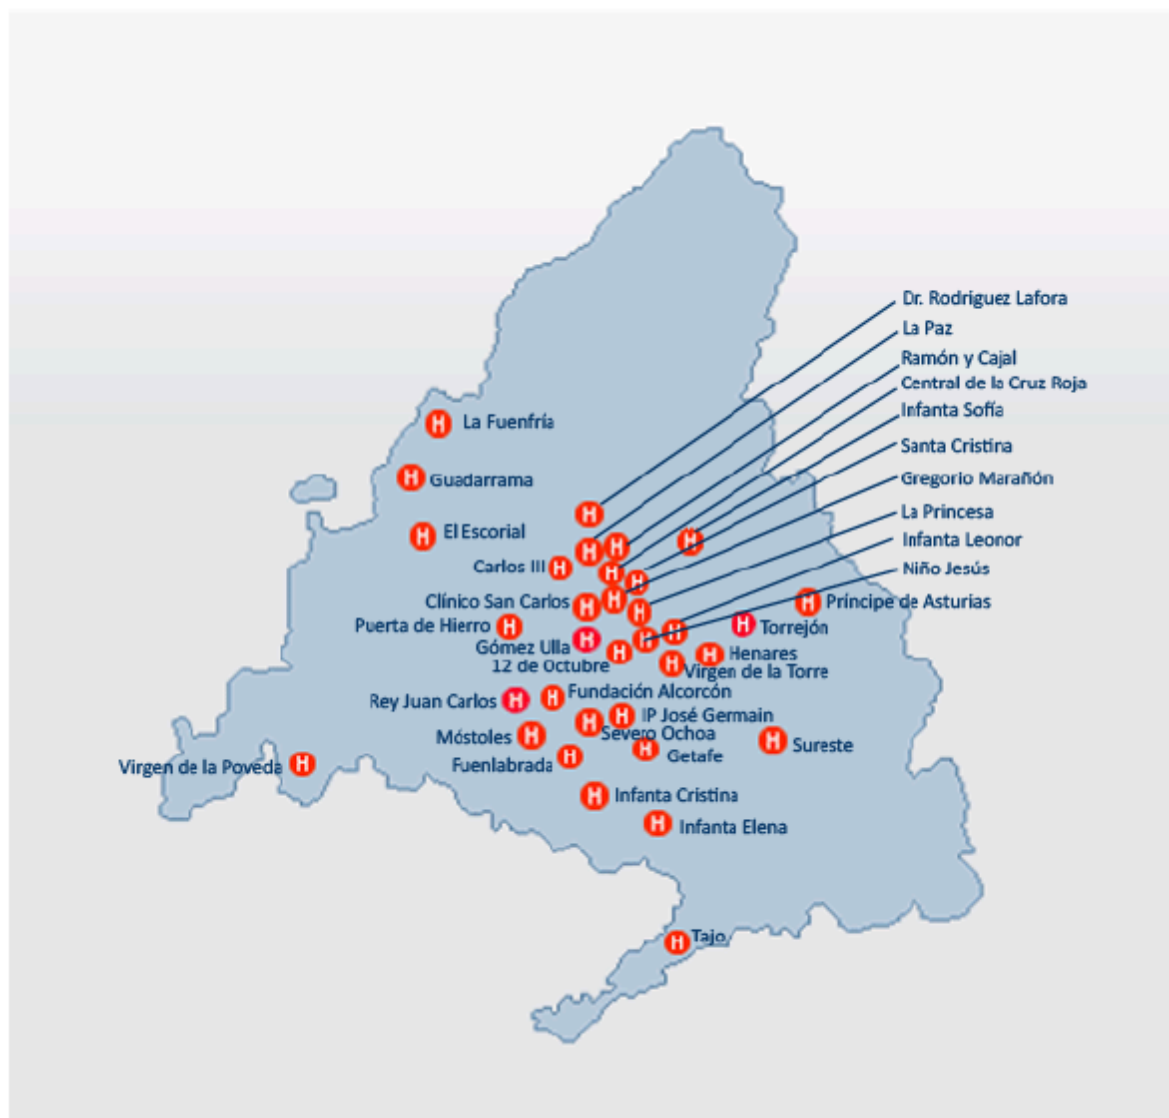 Dr. Rodriguez Lafora
La Paz
Ramón y Cajal
Central de la Cruz Roja
Infanta Sofía
La Fuenfría
Santa Cristina
Guadarrama
Gregorio Marañón
La Princesa
El Escorial
Infanta Leonor
Carlos III
Niño Jesús
Clínico San Carlos
Príncipe de Asturias
Puerta de Hierro
Torrejón
Gómez Ulla
Henares
12 de Octubre
Virgen de la Torre
Fundación Alcorcón
Rey Juan Carlos
IP José Germain
Severo Ochoa
Móstoles
Sureste
Getafe
Fuenlabrada
Virgen de la Poveda
Infanta Cristina
Infanta Elena
Tajo